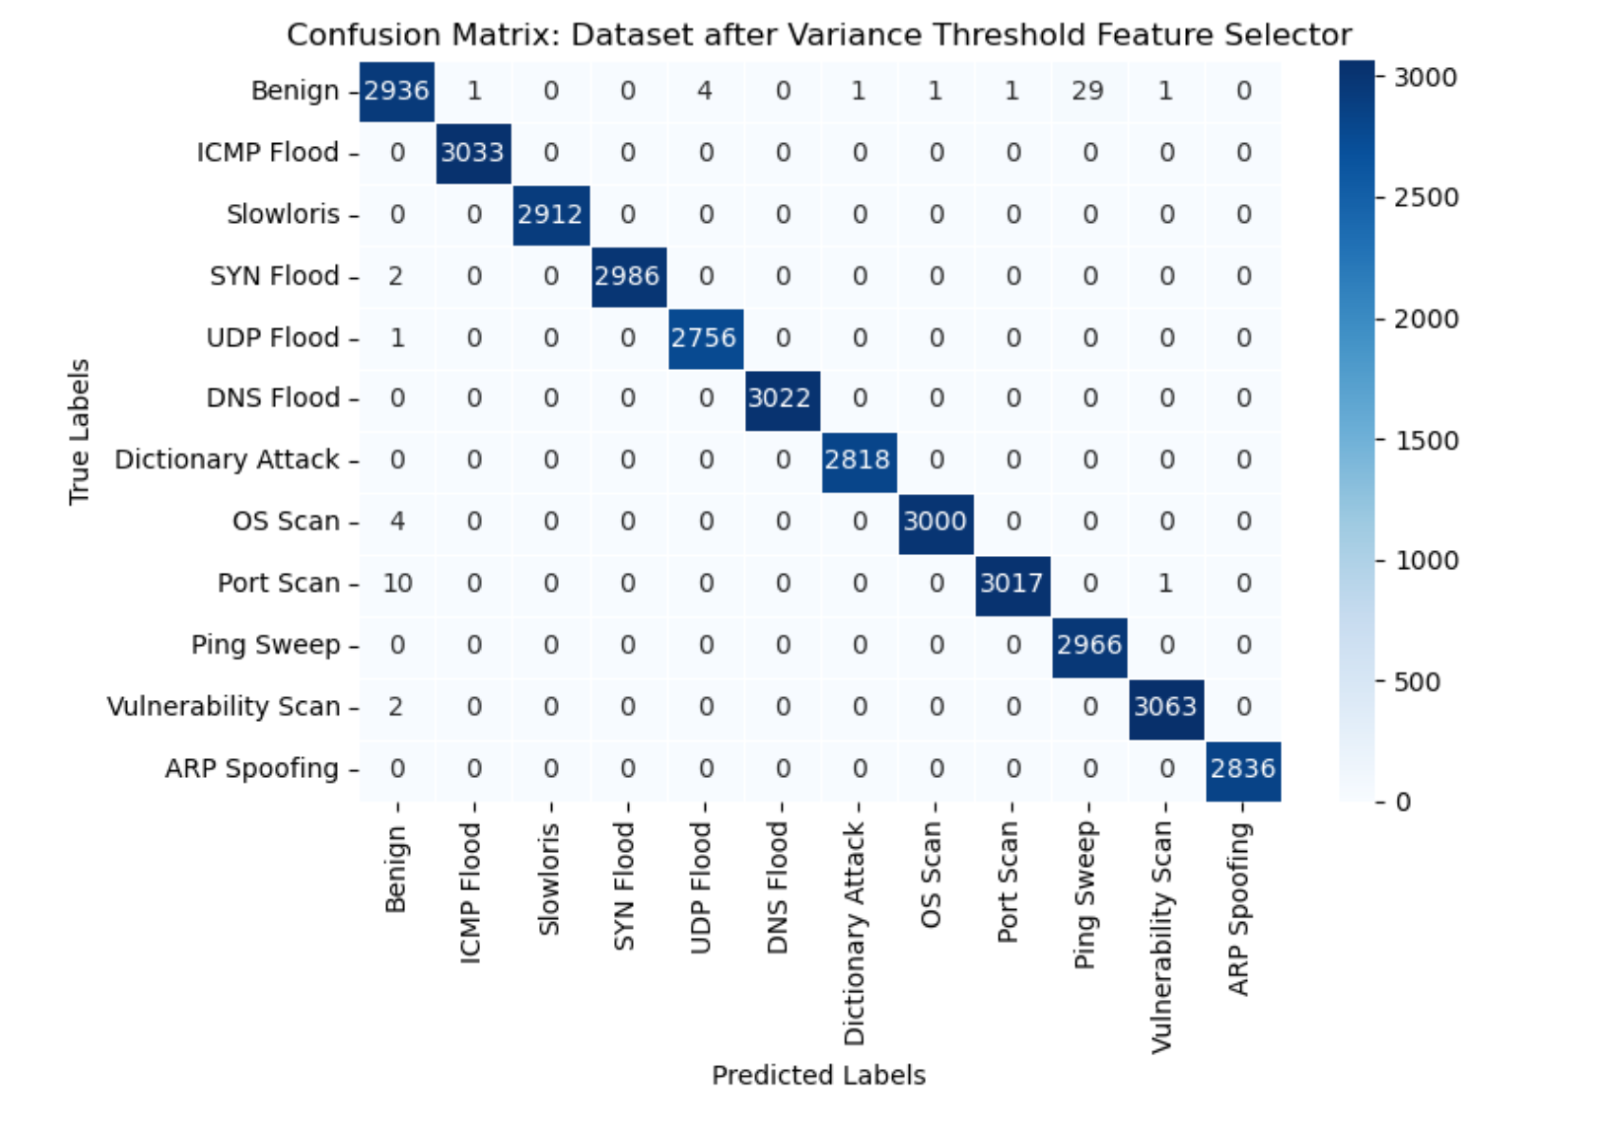 Confusion Matrix: Dataset after Variance Threshold Feature Selector
Benign 2936 1 0 0 4 0 1 1 1 29 1 0
ICMP Flood 0 3033 0 0 0 0 0 0 0 0 0 0
Slowloris 0 0 2912 0 0 0 0 0 0 0 0 0
SYN Flood 2 0 0 2986 0 0 0 0 0 0 0 0
UDP Flood 1 0 0 0 2756 0 0 0 0 0 0 0
DNS Flood 0 0 0 0 0 3022 0 0 0 0 0 0
Dictionary Attack 0 0 0 0 0 0 2818 0 0 0 0 0
OS Scan 4 0 0 0 0 0 0 3000 0 0 0 0
Port Scan 10 0 0 0 0 0 0 0 3017 0 1 0
Ping Sweep 0 0 0 0 0 0 0 0 0 2966 0 0
Vulnerability Scan 2 0 0 0 0 0 0 0 0 0 3063 0
ARP Spoofing 0 0 0 0 0 0 0 0 0 0 0 2836
True Labels
Benign
ICMP Flood
Slowloris
SYN Flood
UDP Flood
DNS Flood
Dictionary Attack
OS Scan
Port Scan
Ping Sweep
Vulnerability Scan
ARP Spoofing
Predicted Labels
3000
2500
2000
1500
1000
500
0